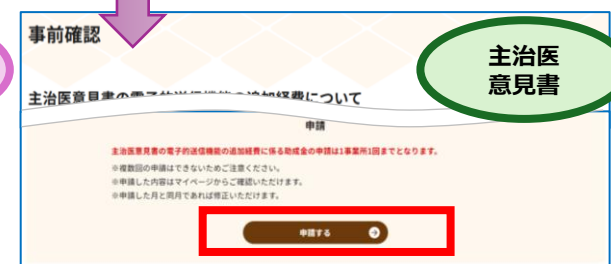 事前確認
主治医
意見書
主治医意見書の電子的送信機能の追加経費について
申請
主治医意見書の電子的送信機能の追加経費に係る助成金の申請は1事業所1回までとなります。
※複数回の申請はできないためご注意ください。
※申請した内容はマイページからご確認いただけます。
※申請した月と同月であれば修正いただけます。
申請する